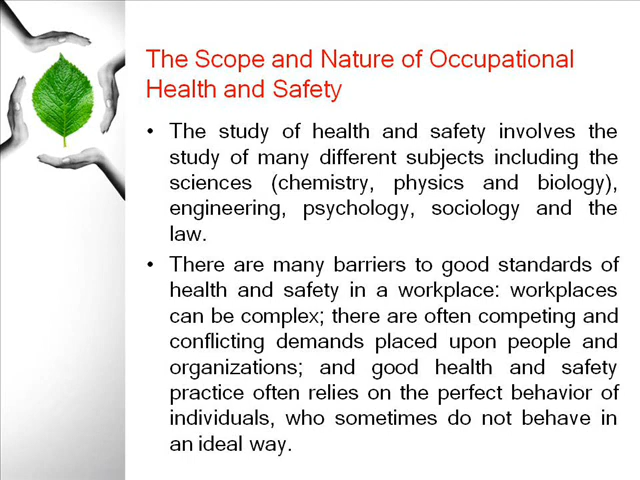 The Scope and Nature of Occupational
Health and Safety
• The study of health and safety involves the
study of many different subjects including the
sciences (chemistry, physics and biology),
engineering, psychology, sociology and the
law.
• There are many barriers to good standards of
health and safety in a workplace: workplaces
can be complex; there are often competing and
conflicting demands placed upon people and
organizations; and good health and safety
practice often relies on the perfect behavior of
individuals, who sometimes do not behave in
an ideal way.